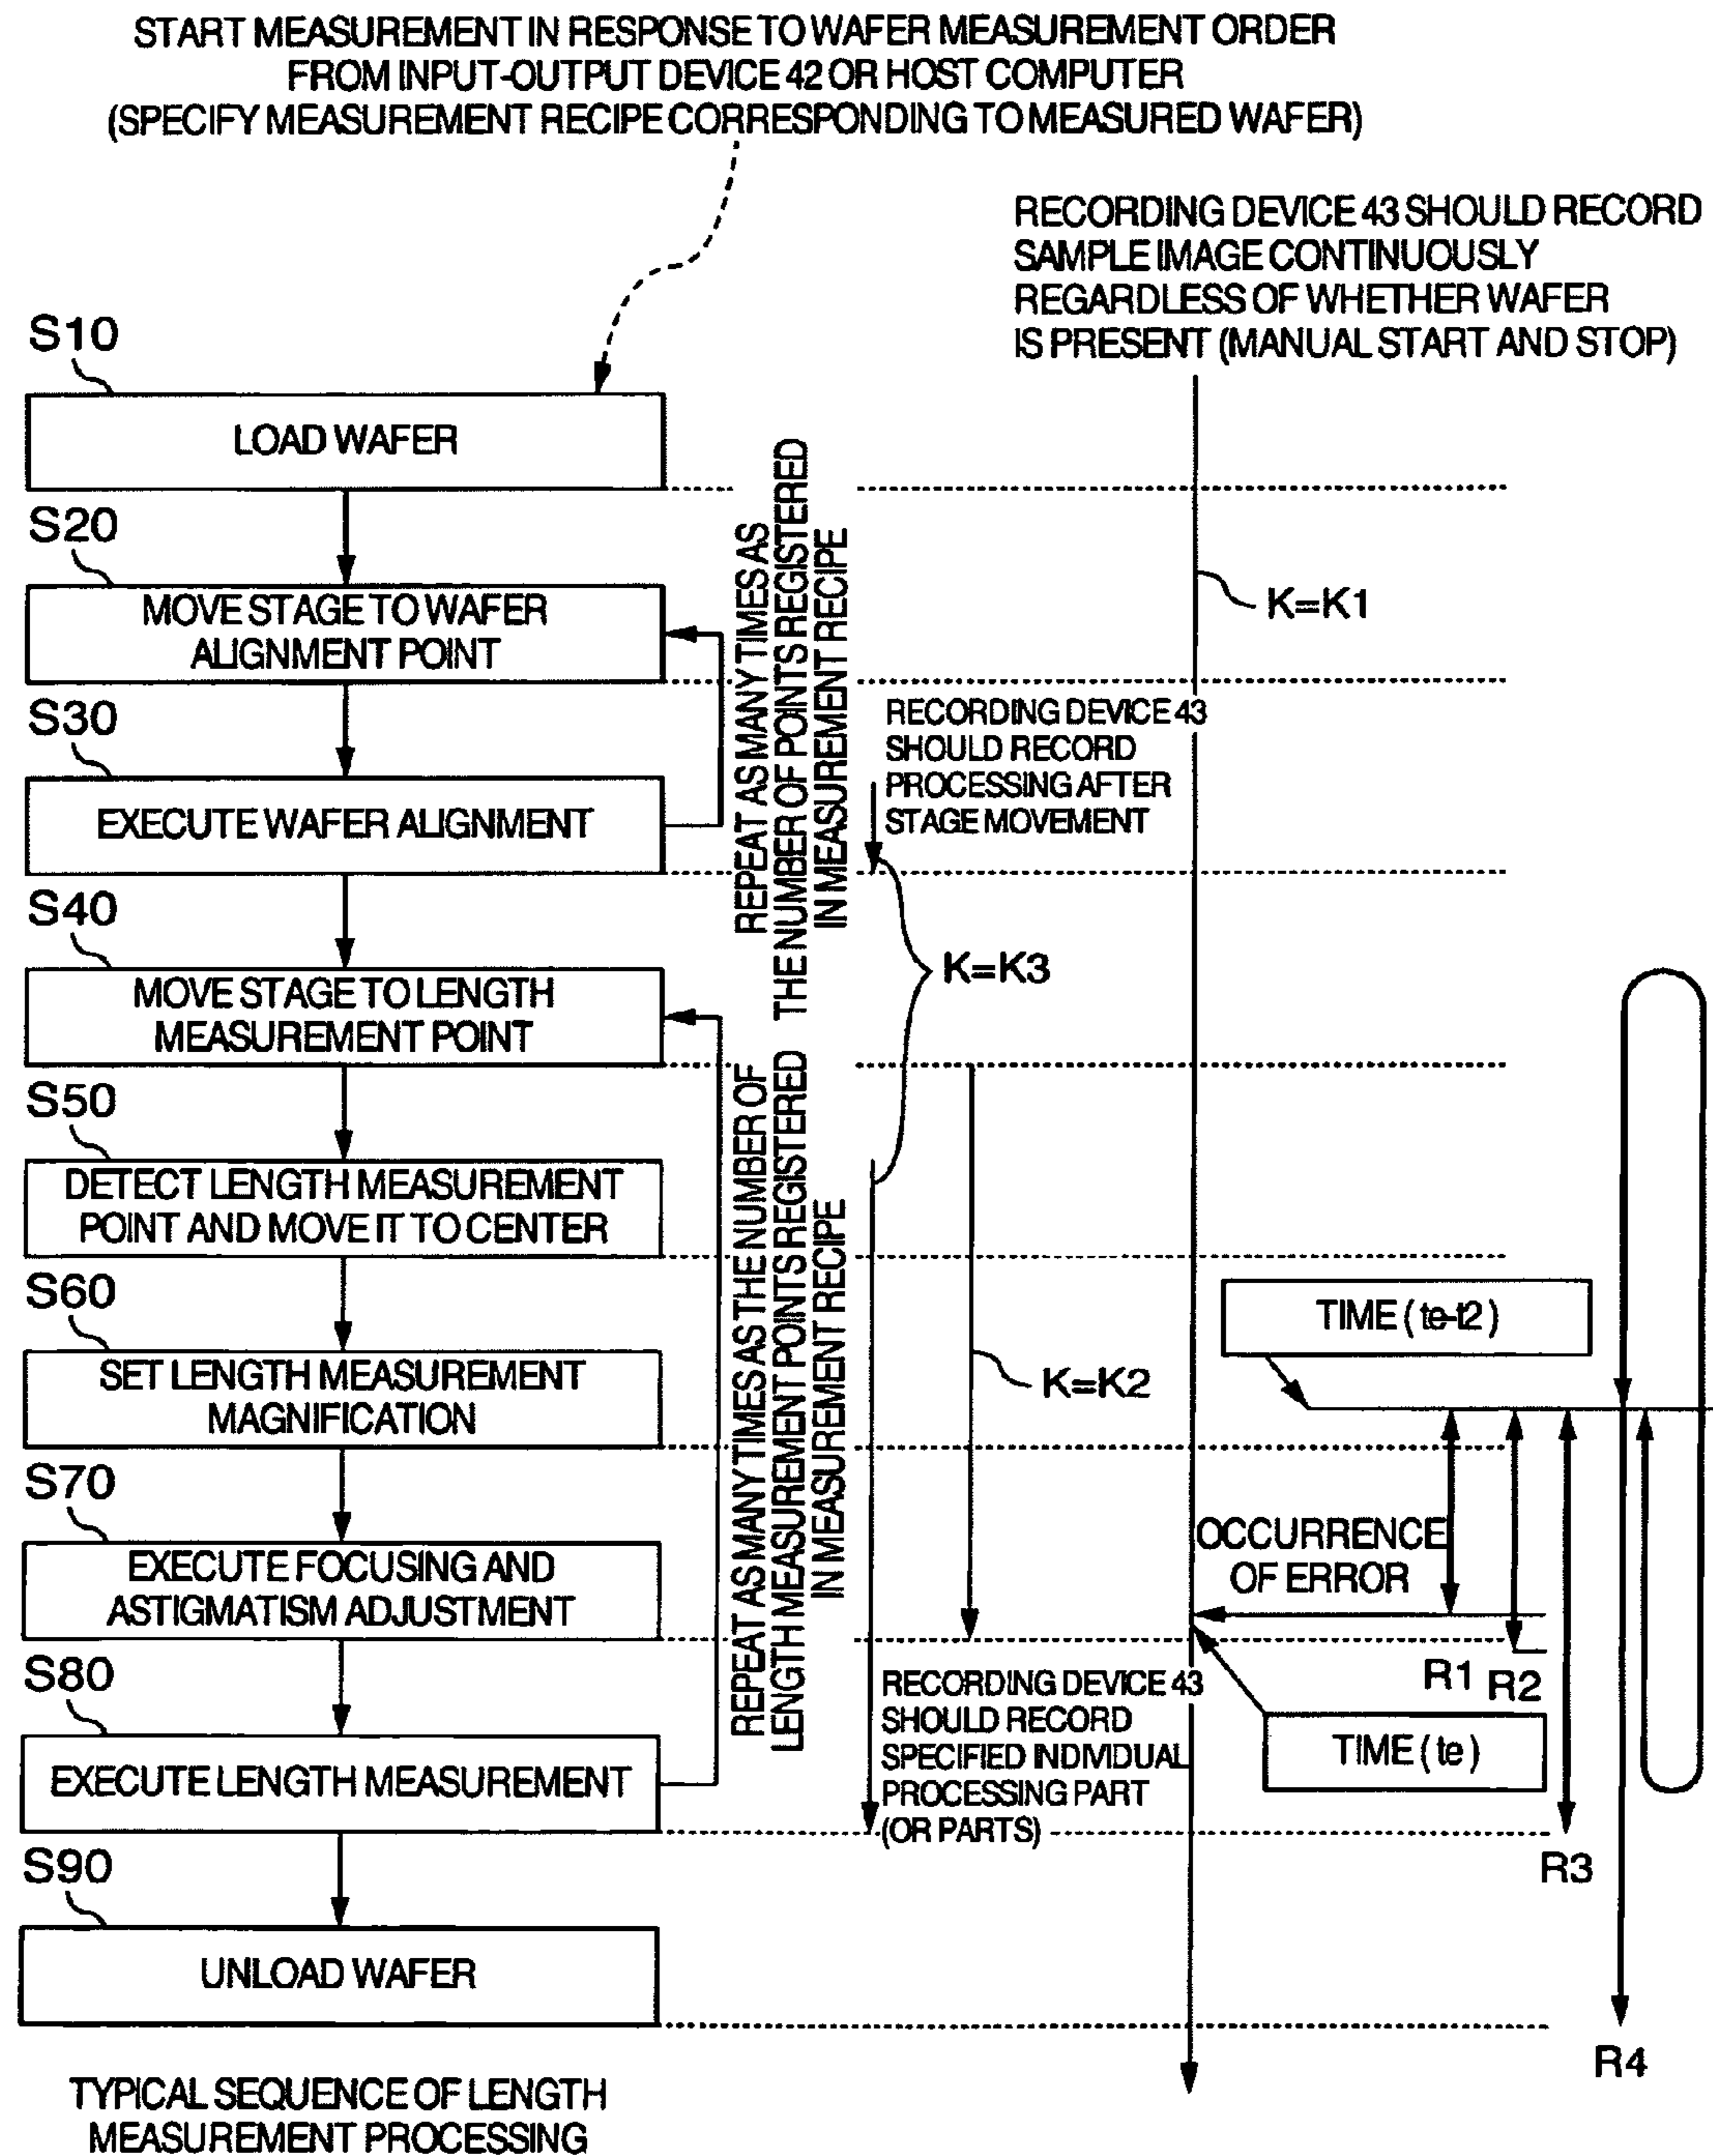 START MEASUREMENT IN RESPONSE TO WAFER MEASUREMENT ORDER
FROM INPUT-OUTPUT DEVICE 42 OR HOST COMPUTER
(SPECIFY MEASUREMENT RECIPE CORRESPONDING TO MEASURED WAFER)
RECORDING DEVICE 43 SHOULD RECORD
SAMPLE IMAGE CONTINUOUSLY
REGARDLESS OF WHETHER WAFER
IS PRESENT (MANUAL START AND STOP)
S10
LOAD WAFER
S20
MOVE STAGE TO WAFER
ALIGNMENT POINT
S30
EXECUTE WAFER ALIGNMENT
REPEAT AS MANY TIMES AS
THE NUMBER OF POINTS REGISTERED
IN MEASUREMENT RECIPE
K=K1
RECORDING DEVICE 43
SHOULD RECORD
PROCESSING AFTER
STAGE MOVEMENT
S40
MOVE STAGE TO LENGTH
MEASUREMENT POINT
K=K3
S50
DETECT LENGTH MEASUREMENT
POINT AND MOVE IT TO CENTER
S60
SET LENGTH MEASUREMENT
MAGNIFICATION
REPEAT AS MANY TIMES AS THE NUMBER OF
LENGTH MEASUREMENT POINTS REGISTERED
IN MEASUREMENT RECIPE
K=K2
TIME (te-t2)
S70
EXECUTE FOCUSING AND
ASTIGMATISM ADJUSTMENT
OCCURRENCE
OF ERROR
R1
R2
S80
EXECUTE LENGTH MEASUREMENT
RECORDING DEVICE 43
SHOULD RECORD
SPECIFIED INDIVIDUAL
PROCESSING PART
(OR PARTS)
TIME (te)
R3
S90
UNLOAD WAFER
R4
TYPICAL SEQUENCE OF LENGTH
MEASUREMENT PROCESSING